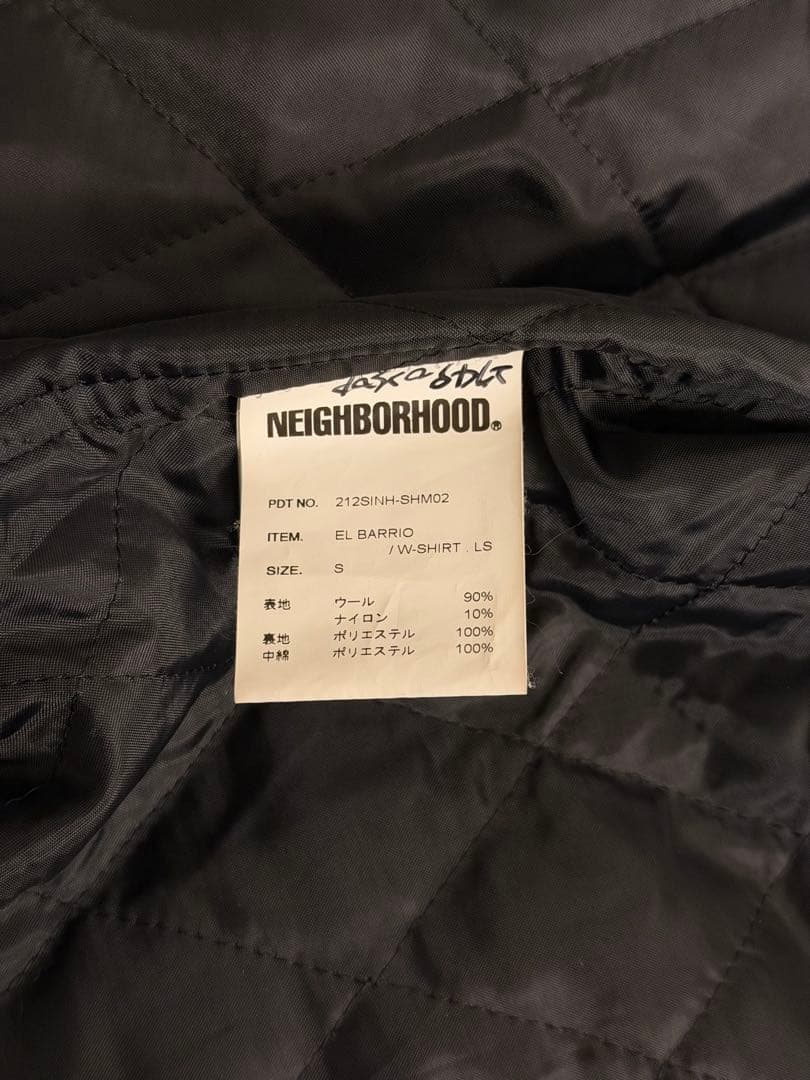 NEIGHBORHOOD®
PDT NO. 212SINH-SHM02
ITEM. EL BARRIO
/ W-SHIRT . LS
SIZE. S
表地 ウール 90%
ナイロン 10%
裏地 ポリエステル 100%
中綿 ポリエステル 100%